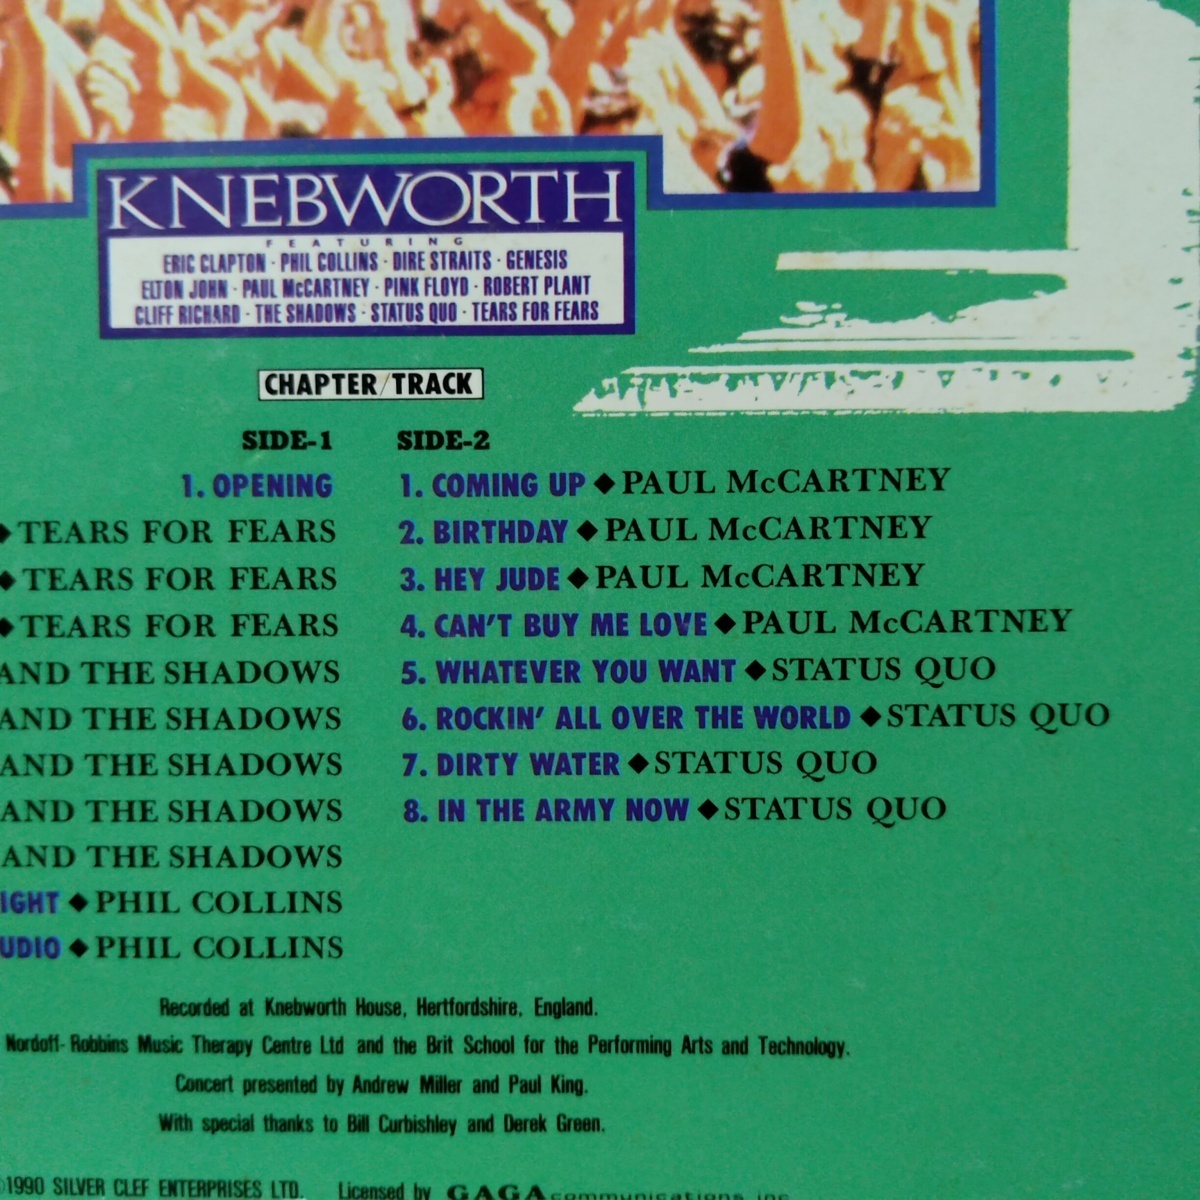 KNEBWORTH
FEATURING
ERIC CLAPTON · PHIL COLLINS · DIRE STRAITS · GENESIS
ELTON JOHN · PAUL McCARTNEY · PINK FLOYD · ROBERT PLANT
CLIFF RICHARD · THE SHADOWS · STATUS QUO · TEARS FOR FEARS
CHAPTER/TRACK
SIDE-1
1. OPENING
◆TEARS FOR FEARS
◆TEARS FOR FEARS
◆TEARS FOR FEARS
AND THE SHADOWS
AND THE SHADOWS
AND THE SHADOWS
AND THE SHADOWS
AND THE SHADOWS
IGHT ◆PHIL COLLINS
UDIO ◆PHIL COLLINS
SIDE-2
1. COMING UP ◆PAUL McCARTNEY
2. BIRTHDAY ◆PAUL McCARTNEY
3. HEY JUDE ◆PAUL McCARTNEY
4. CAN'T BUY ME LOVE ◆PAUL McCARTNEY
5. WHATEVER YOU WANT ◆STATUS QUO
6. ROCKIN' ALL OVER THE WORLD ◆STATUS QUO
7. DIRTY WATER ◆STATUS QUO
8. IN THE ARMY NOW ◆STATUS QUO
Recorded at Knebworth House, Hertfordshire, England.
Nordoff-Robbins Music Therapy Centre Ltd and the Brit School for the Performing Arts and Technology.
Concert presented by Andrew Miller and Paul King.
With special thanks to Bill Curbishley and Derek Green.
©1990 SILVER CLEF ENTERPRISES LTD. Licensed by GAGA communications inc